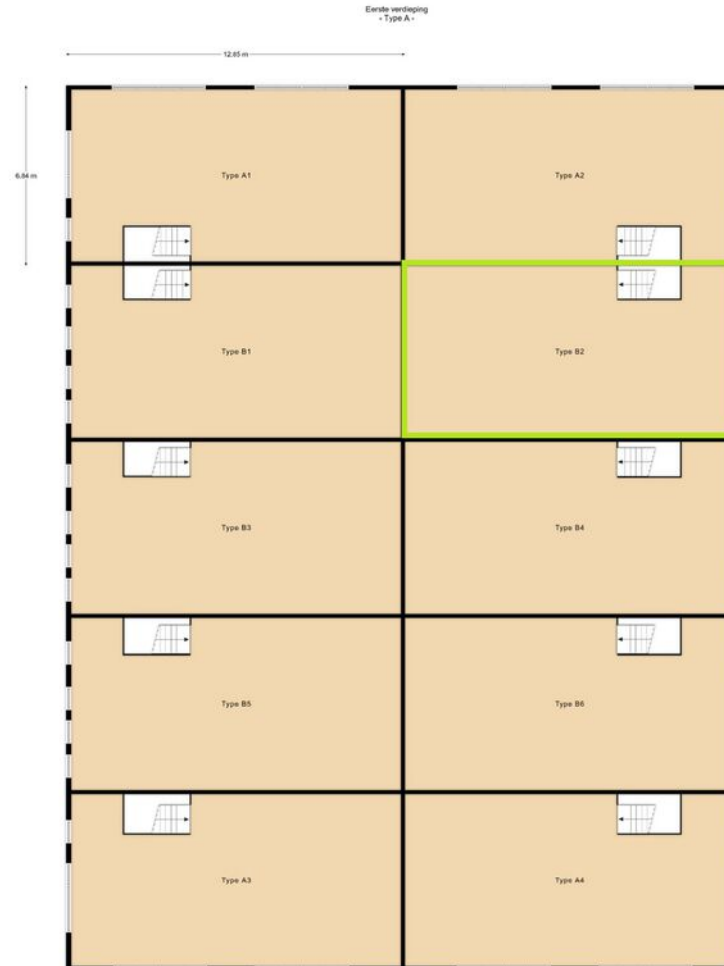 Eerste verdieping
- Type A -
12.85 m
6.84 m
Type A1
Type A2
Type B1
Type B2
Type B3
Type B4
Type B5
Type B6
Type A3
Type A4